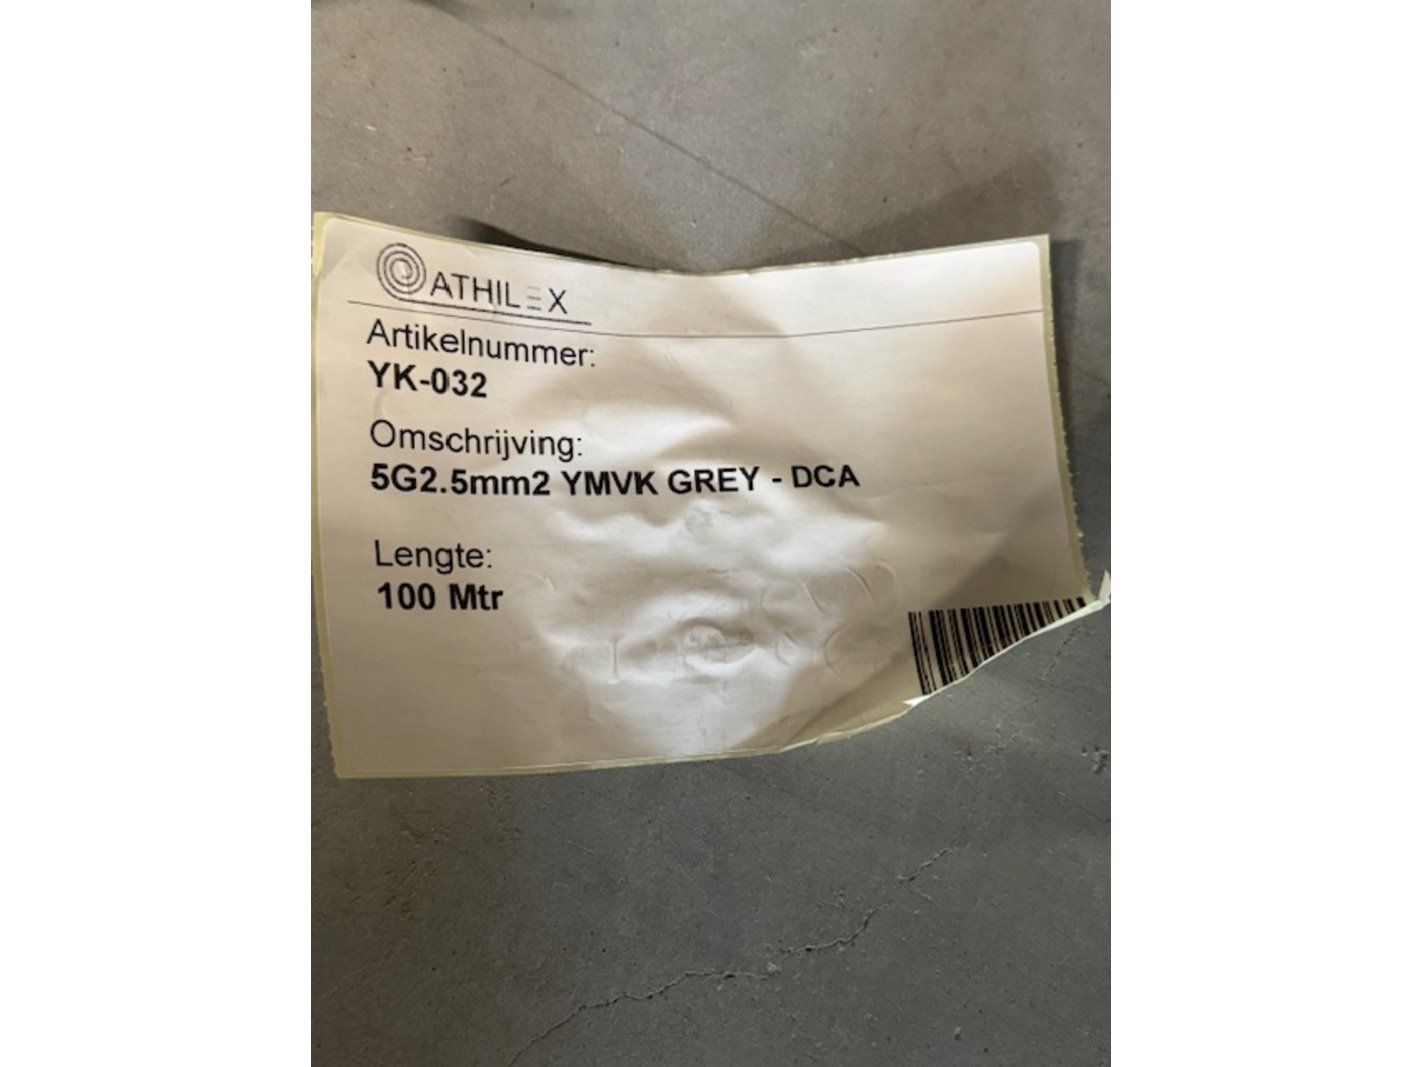 ATHILEX
Artikelnummer:
YK-032
Omschrijving:
5G2.5mm2 YMVK GREY - DCA
Lengte:
100 Mtr